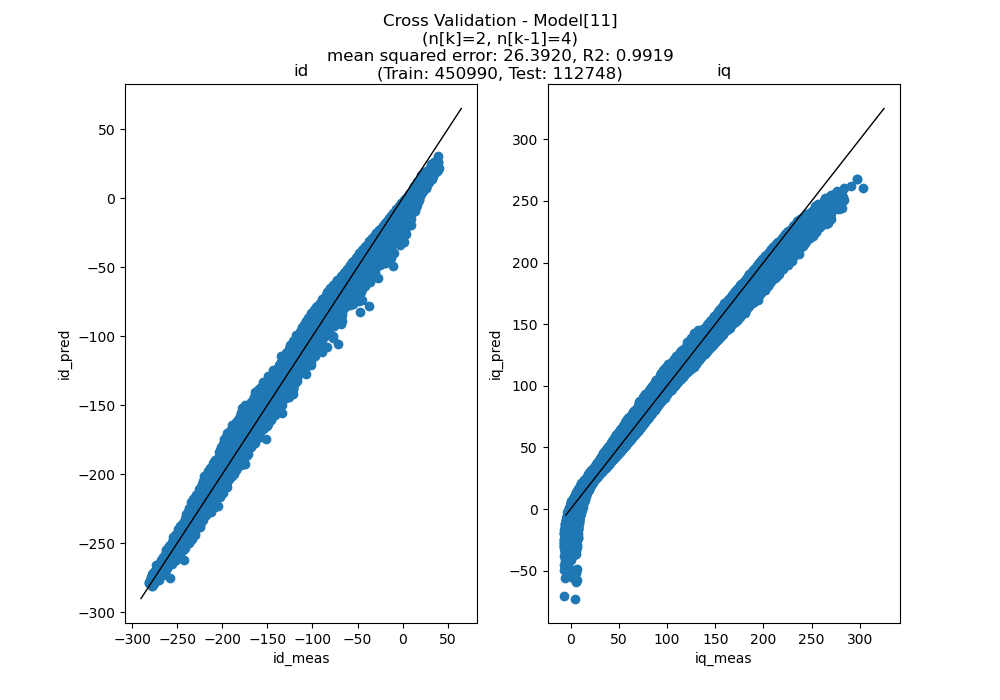 Cross Validation - Model[11]
(n[k]=2, n[k-1]=4)
mean squared error: 26.3920, R2: 0.9919
(Train: 450990, Test: 112748)
id
50
0
−50
−100
−150
−200
−250
−300
id_pred
−300 −250 −200 −150 −100 −50 0 50
id_meas
iq
300
250
200
150
100
50
0
−50
iq_pred
0 50 100 150 200 250 300
iq_meas